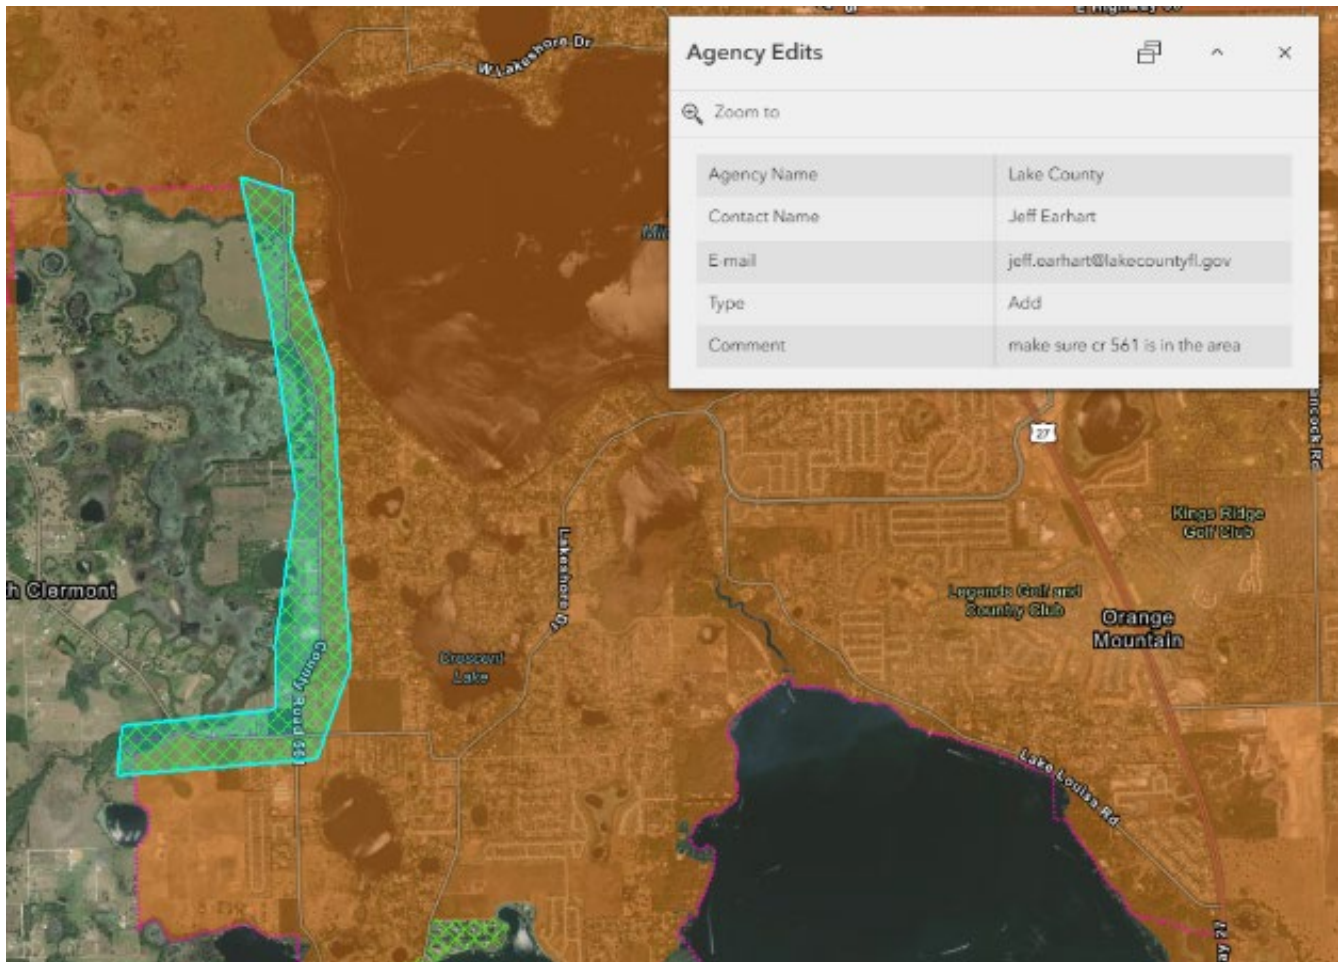 W Lakeshore Dr
Agency Edits
Zoom to
Agency Name Lake County
Contact Name Jeff Earhart
E-mail jeff.earhart@lakecountyfl.gov
Type Add
Comment make sure cr 561 is in the area
27
Kings Ridge
Golf Club
Lakeshore Dr
Legends Golf and
Country Club
Orange
Mountain
h Clermont
Crescent
Lake
County Road 561
Lake Louisa Rd